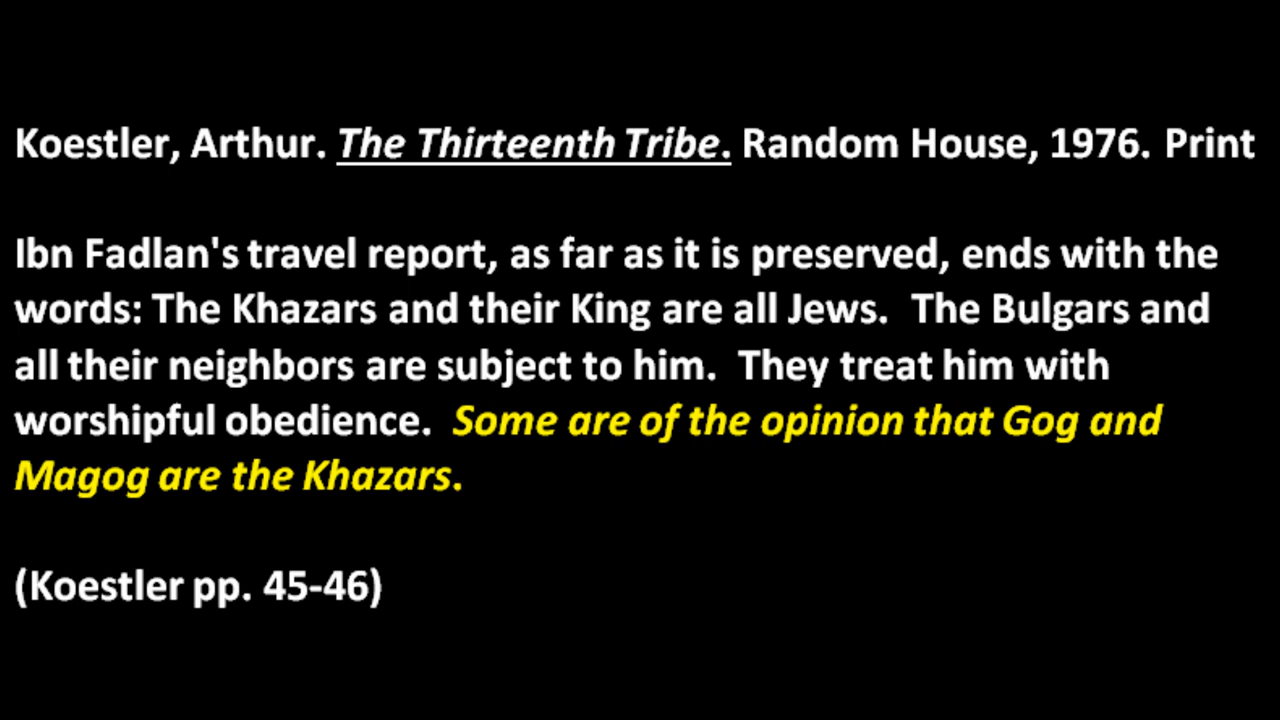 Koestler, Arthur. The Thirteenth Tribe. Random House, 1976. Print
Ibn Fadlan's travel report, as far as it is preserved, ends with the
words: The Khazars and their King are all Jews.  The Bulgars and
all their neighbors are subject to him.  They treat him with
worshipful obedience.  Some are of the opinion that Gog and
Magog are the Khazars.
(Koestler pp. 45-46)